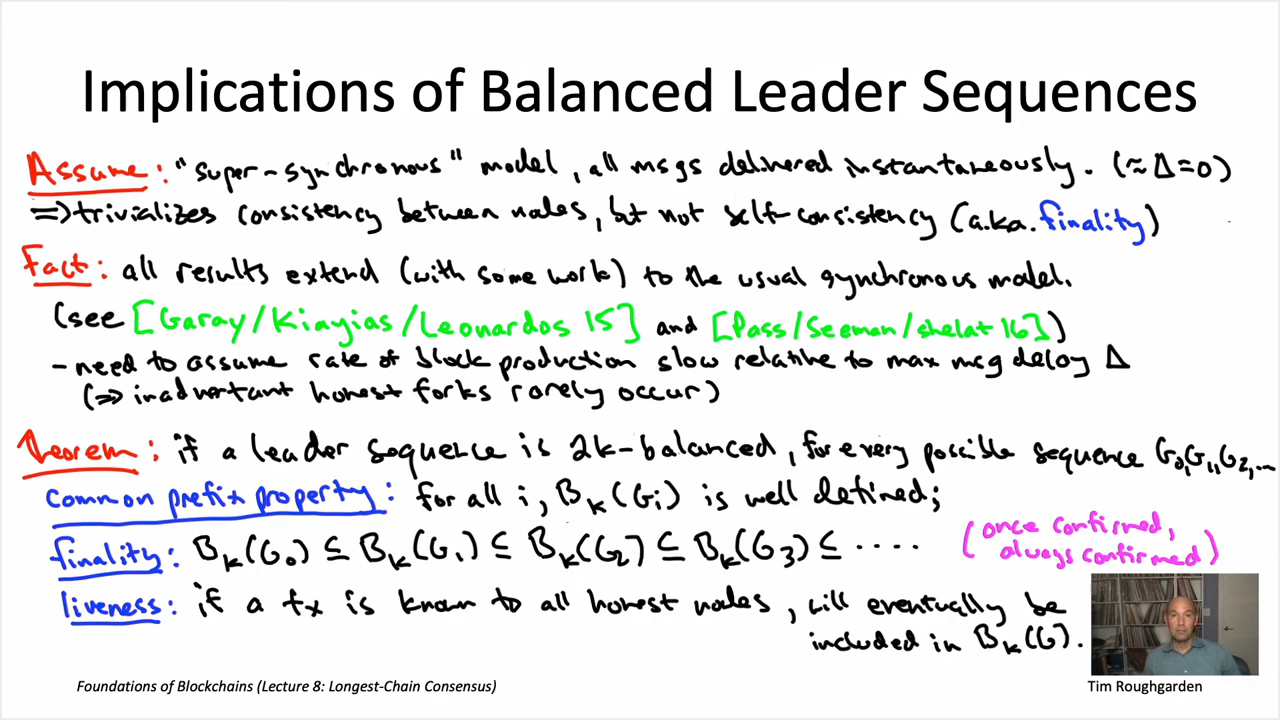 Implications of Balanced Leader Sequences
Assume: "super-synchronous" model, all msgs delivered instantaneously. (≈ Δ=0)
⇒ trivializes consistency between nodes, but not self-consistency (a.k.a. finality)
Fact: all results extend (with some work) to the usual synchronous model.
(see [Garay/Kiayias/Leonardos 15] and [Pass/Seeman/shelat 16])
- need to assume rate of block production slow relative to max msg delay Δ
(⇒ inadvertant honest forks rarely occur)
Theorem: if a leader sequence is 2k-balanced, for every possible sequence G₀,G₁,G₂,...
common prefix property: for all i, Bₖ(Gᵢ) is well defined;
finality: Bₖ(G₀) ⊆ Bₖ(G₁) ⊆ Bₖ(G₂) ⊆ Bₖ(G₃) ⊆ ....
(once confirmed,
always confirmed)
liveness: if a tx is known to all honest nodes, will eventually be
included in Bₖ(G).
Foundations of Blockchains (Lecture 8: Longest-Chain Consensus)
Tim Roughgarden